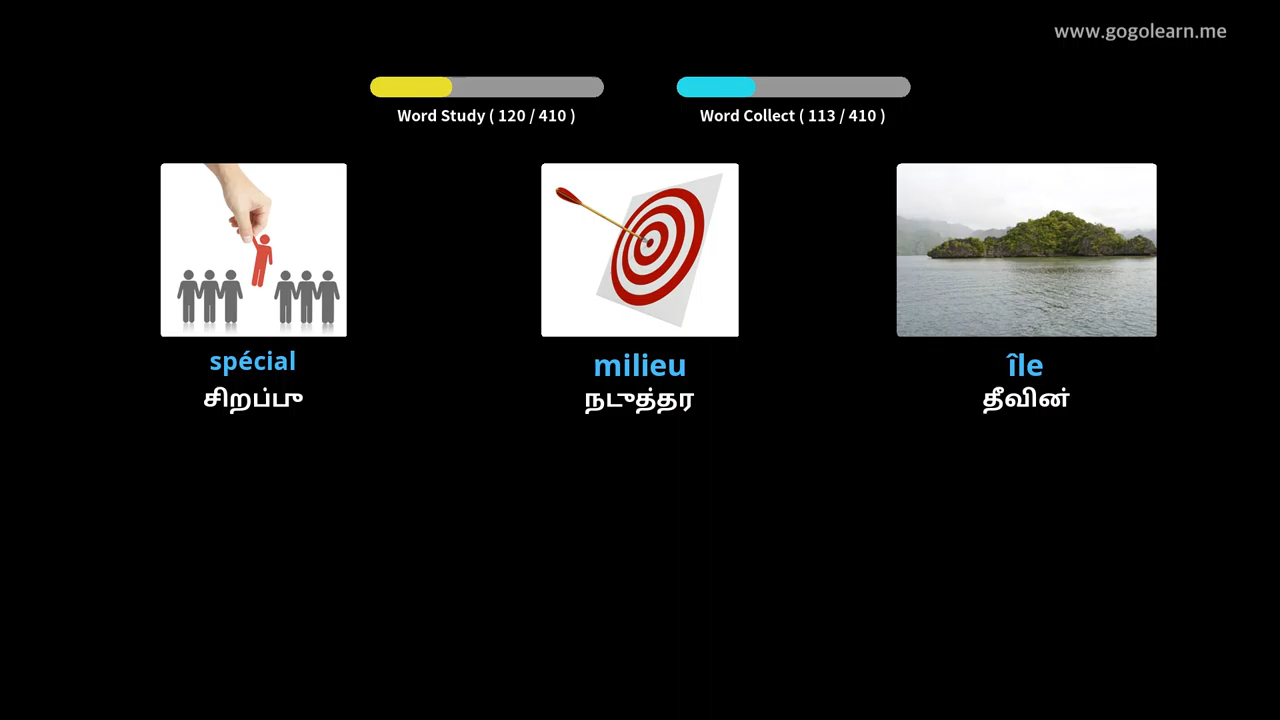 www.gogolearn.me
Word Study ( 120 / 410 )
Word Collect ( 113 / 410 )
spécial
milieu
île
சிறப்பு
நடுத்தர
தீவின்